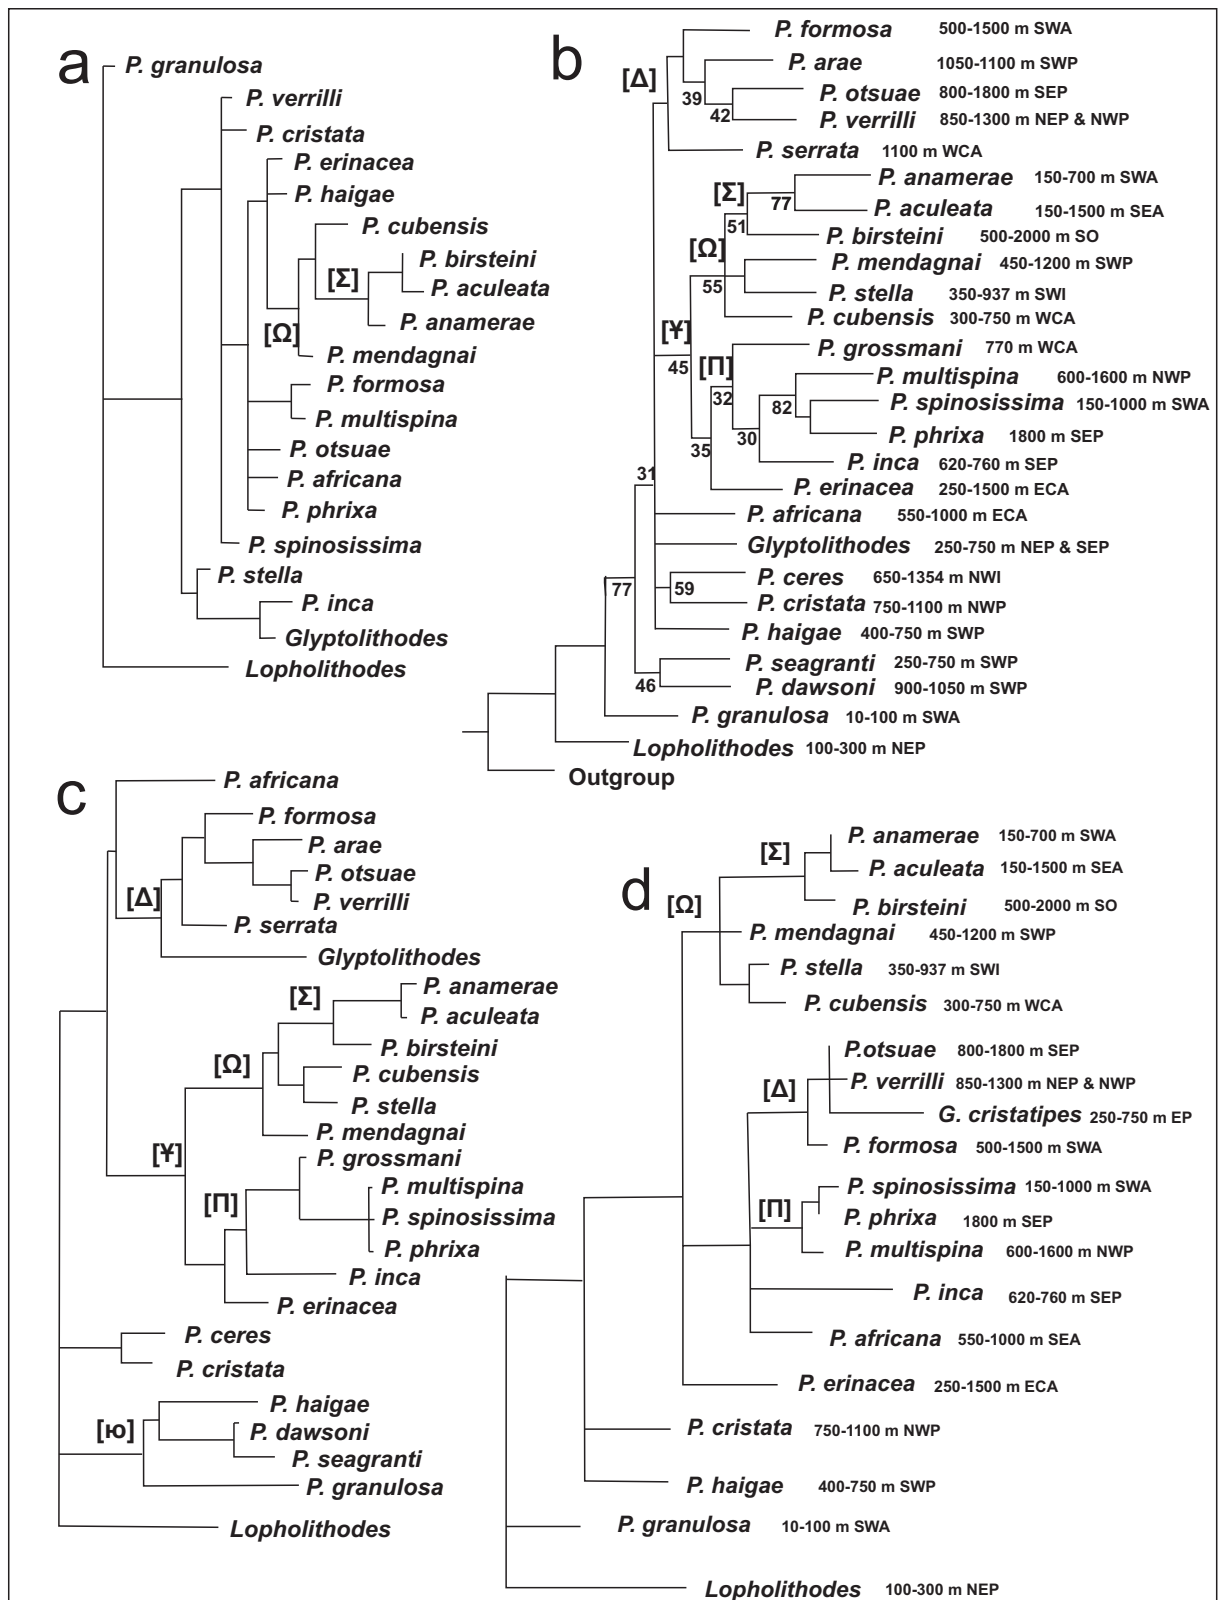 a
P. granulosa
P. verrilli
P. cristata
P. erinacea
P. haigae
P. cubensis
[Σ]
P. birsteini
P. aculeata
P. anamerae
[Ω]
P. mendagnai
P. formosa
P. multispina
P. otsuae
P. africana
P. phrixa
P. spinosissima
P. stella
P. inca
Glyptolithodes
Lopholithodes
b
P. formosa 500-1500 m SWA
[Δ]
P. arae 1050-1100 m SWP
39
P. otsuae 800-1800 m SEP
42
P. verrilli 850-1300 m NEP & NWP
P. serrata 1100 m WCA
[Σ]
P. anamerae 150-700 m SWA
77
P. aculeata 150-1500 m SEA
51
P. birsteini 500-2000 m SO
[Ω]
P. mendagnai 450-1200 m SWP
55
P. stella 350-937 m SWI
P. cubensis 300-750 m WCA
[¥]
45
[Π]
P. grossmani 770 m WCA
32
P. multispina 600-1600 m NWP
82
P. spinosissima 150-1000 m SWA
30
P. phrixa 1800 m SEP
35
P. inca 620-760 m SEP
31
P. erinacea 250-1500 m ECA
P. africana 550-1000 m ECA
Glyptolithodes 250-750 m NEP & SEP
77
P. ceres 650-1354 m NWI
59
P. cristata 750-1100 m NWP
P. haigae 400-750 m SWP
P. seagranti 250-750 m SWP
46
P. dawsoni 900-1050 m SWP
P. granulosa 10-100 m SWA
Lopholithodes 100-300 m NEP
Outgroup
c
P. africana
P. formosa
P. arae
P. otsuae
[Δ]
P. verrilli
P. serrata
Glyptolithodes
[Σ]
P. anamerae
P. aculeata
P. birsteini
[Ω]
P. cubensis
P. stella
P. mendagnai
[¥]
P. grossmani
[Π]
P. multispina
P. spinosissima
P. phrixa
P. inca
P. erinacea
P. ceres
P. cristata
P. haigae
[ю]
P. dawsoni
P. seagranti
P. granulosa
Lopholithodes
d
P. anamerae 150-700 m SWA
[Σ]
P. aculeata 150-1500 m SEA
[Ω]
P. birsteini 500-2000 m SO
P. mendagnai 450-1200 m SWP
P. stella 350-937 m SWI
P. cubensis 300-750 m WCA
P.otsuae 800-1800 m SEP
[Δ]
P. verrilli 850-1300 m NEP & NWP
G. cristatipes 250-750 m EP
P. formosa 500-1500 m SWA
P. spinosissima 150-1000 m SWA
[Π]
P. phrixa 1800 m SEP
P. multispina 600-1600 m NWP
P. inca 620-760 m SEP
P. africana 550-1000 m SEA
P. erinacea 250-1500 m ECA
P. cristata 750-1100 m NWP
P. haigae 400-750 m SWP
P. granulosa 10-100 m SWA
Lopholithodes 100-300 m NEP